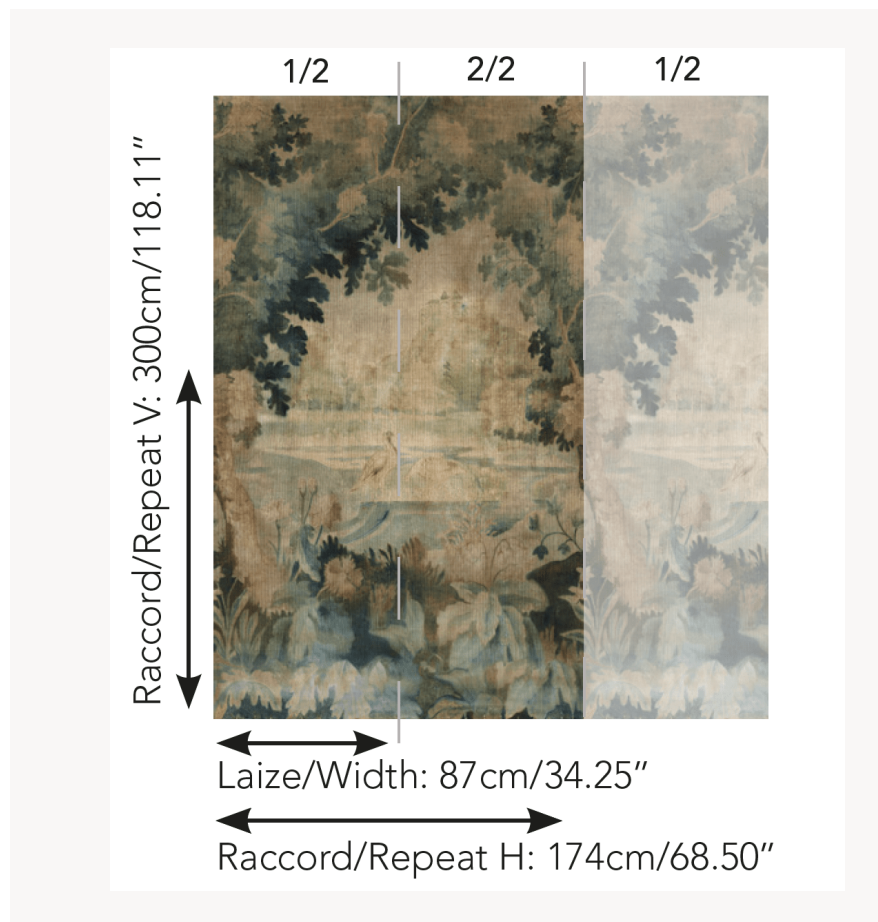 1/2 2/2 1/2
Raccord/Repeat V: 300cm/118.11”
Laize/Width: 87cm/34.25”
Raccord/Repeat H: 174cm/68.50”